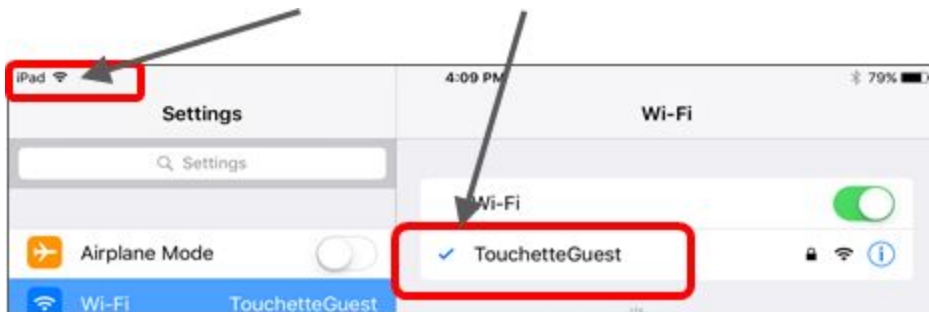 iPad 4:09 PM 79%
Settings
Wi-Fi
Settings
Wi-Fi
Airplane Mode
TouchetteGuest
Wi-Fi TouchetteGuest